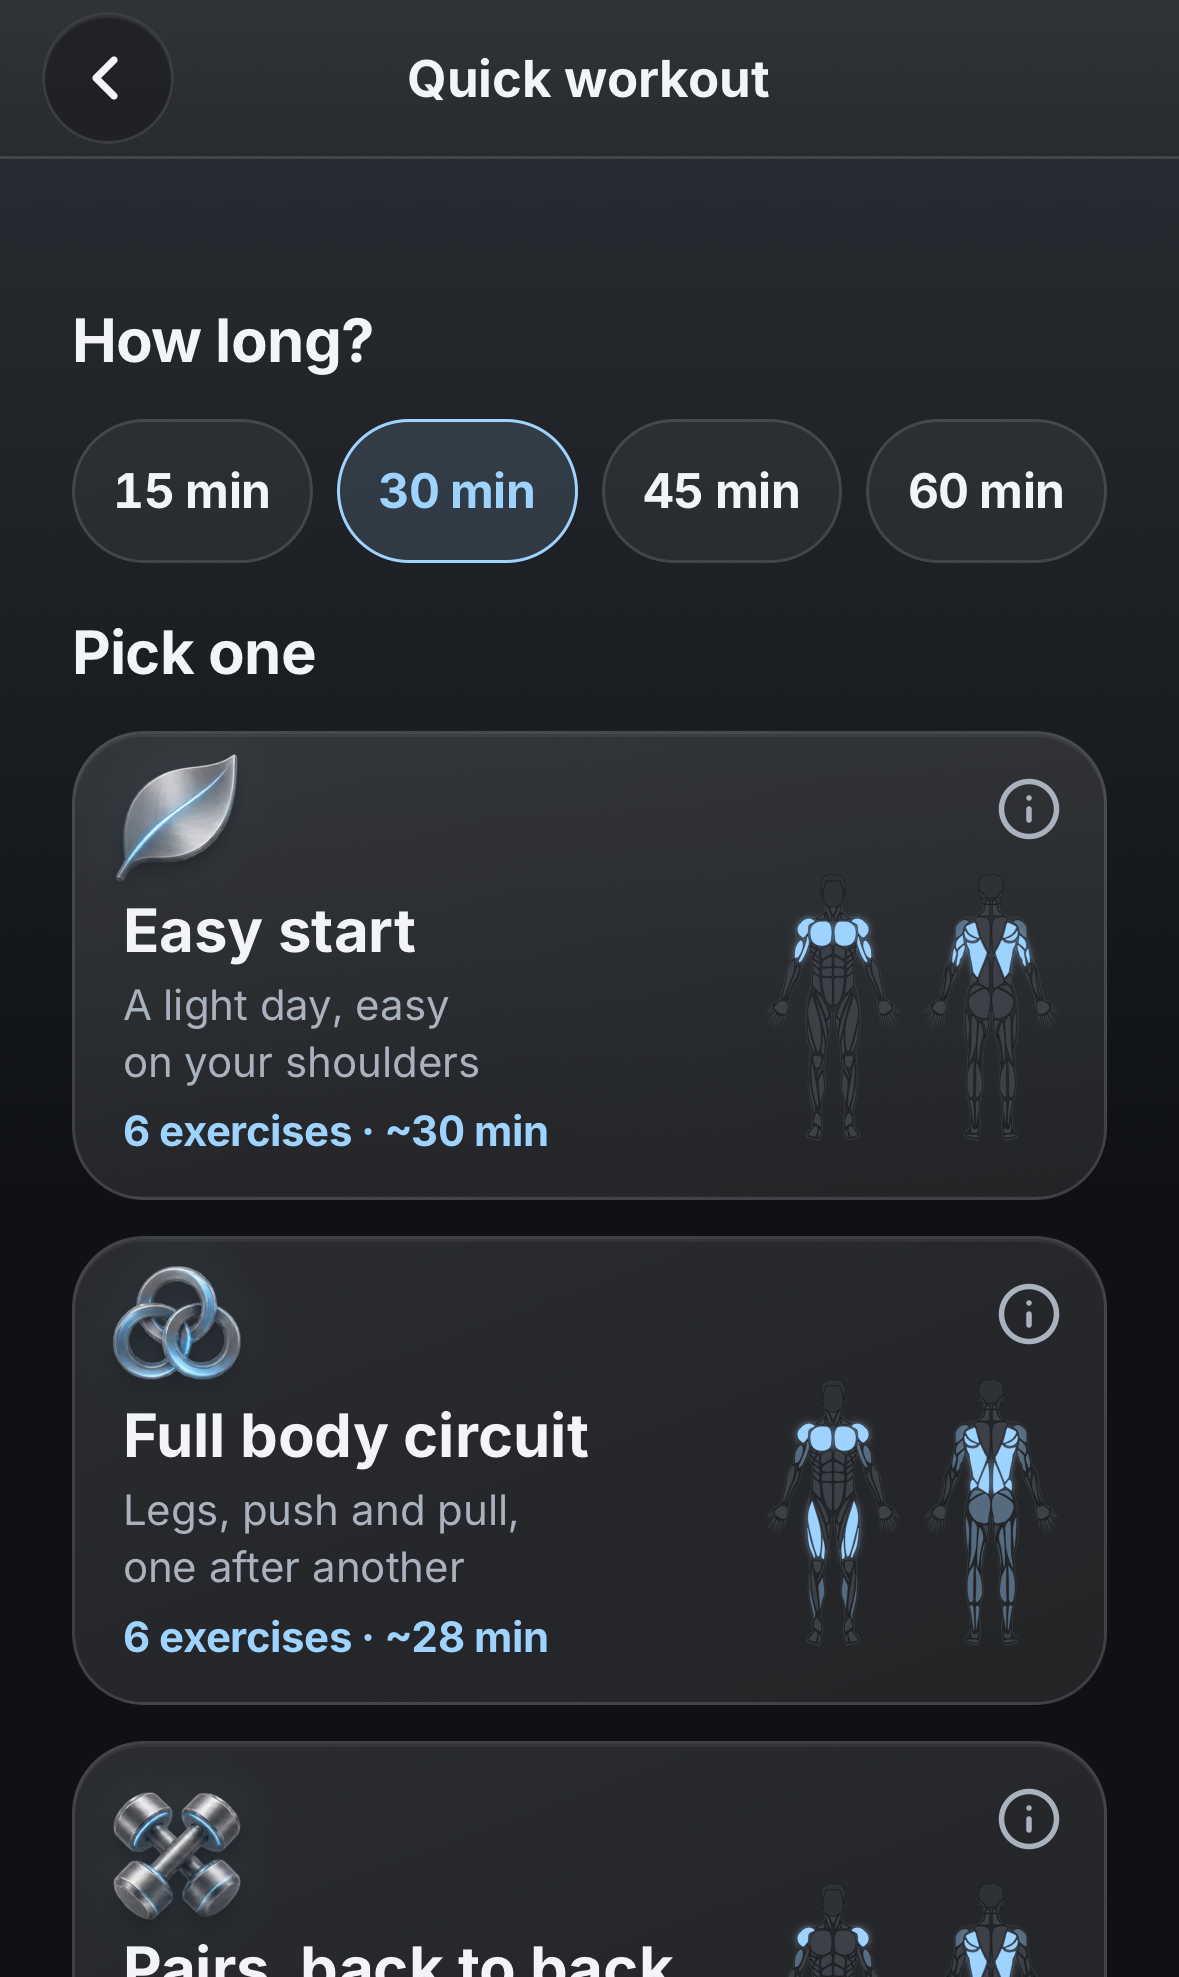 Quick workout
How long?
15 min
30 min
45 min
60 min
Pick one
Easy start
A light day, easy
on your shoulders
6 exercises · ~30 min
Full body circuit
Legs, push and pull,
one after another
6 exercises · ~28 min
Pairs, back to back